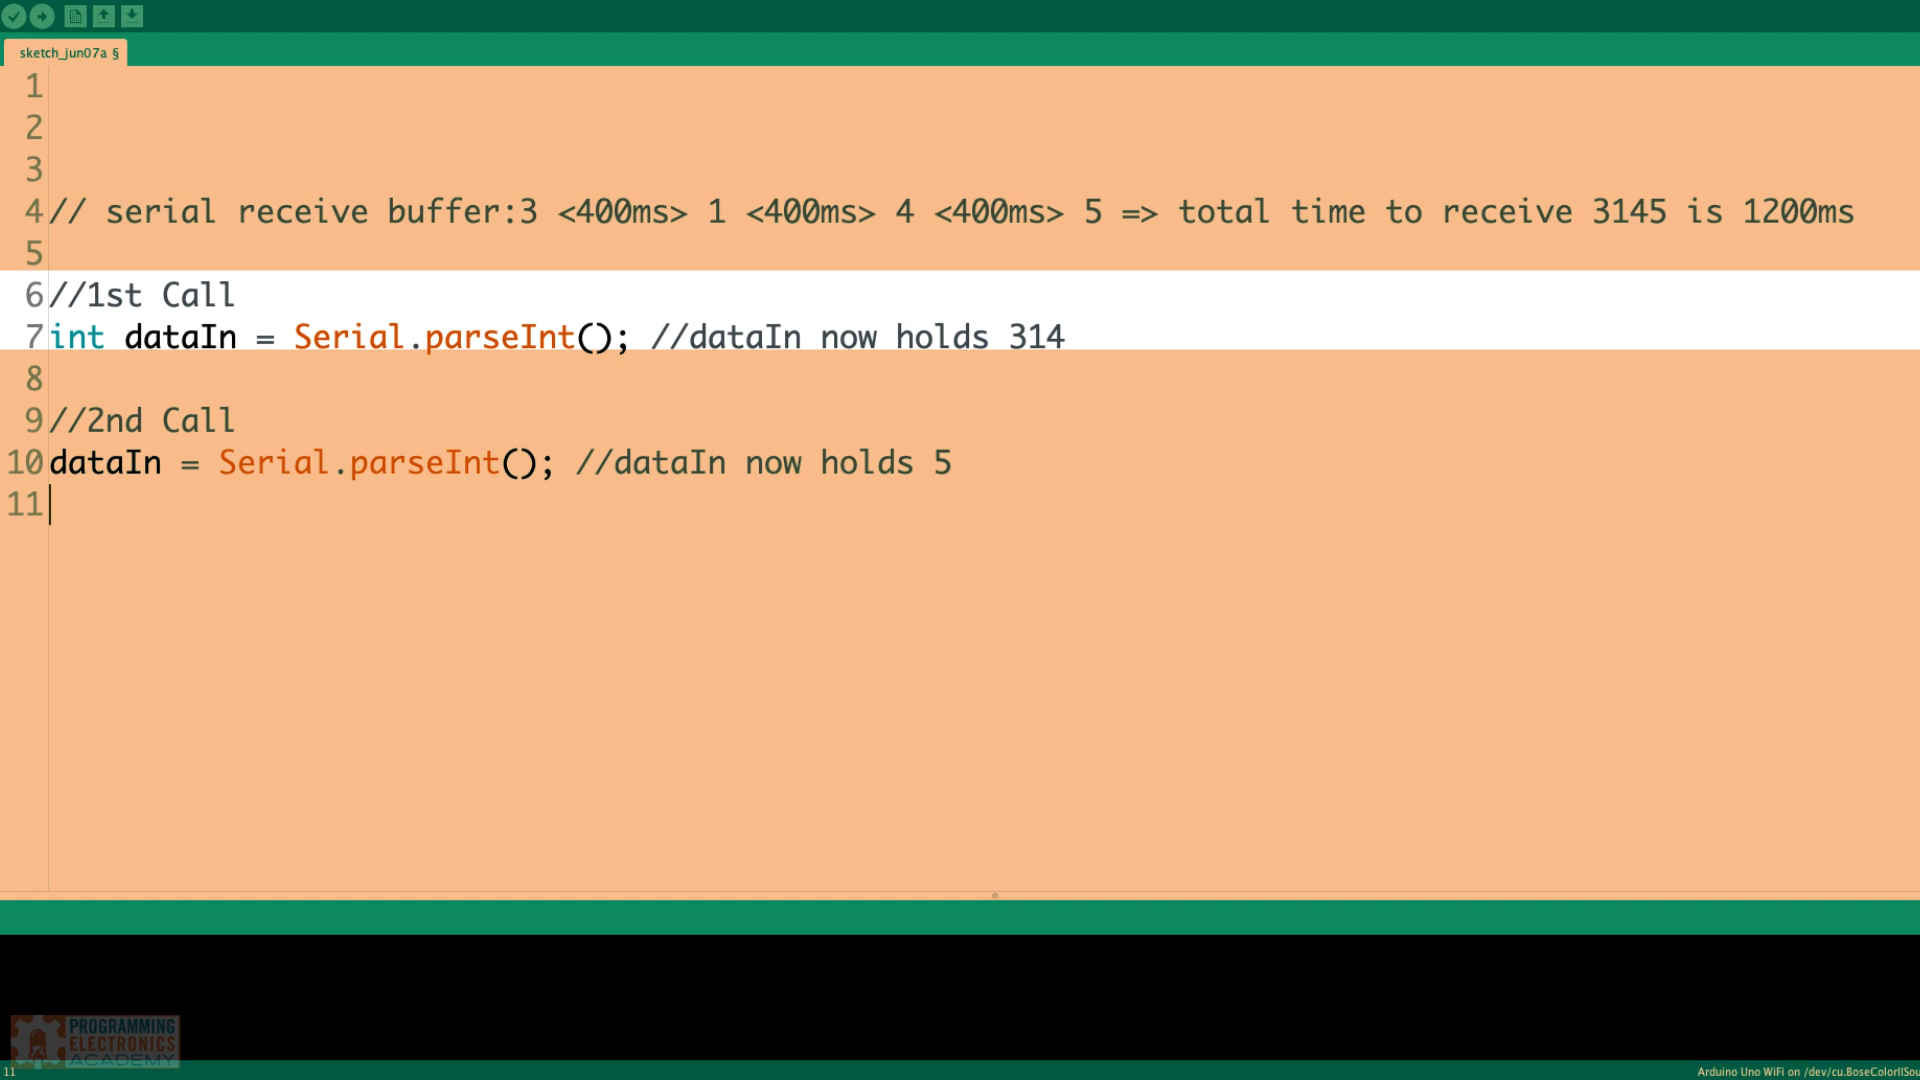 sketch_jun07a §
1
2
3
4 // serial receive buffer:3 <400ms> 1 <400ms> 4 <400ms> 5 => total time to receive 3145 is 1200ms
5
6 //1st Call
7 int dataIn = Serial.parseInt(); //dataIn now holds 314
8
9 //2nd Call
10 dataIn = Serial.parseInt(); //dataIn now holds 5
11
PROGRAMMING
ELECTRONICS
ACADEMY
11 Arduino Uno WiFi on /dev/cu.BoseColorIISou